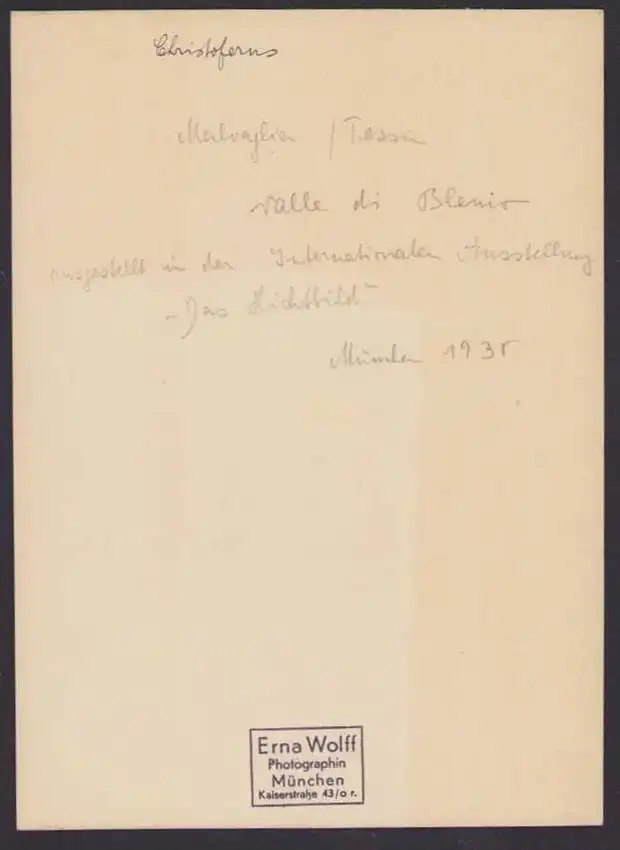 Christoferus
Malvaglia / Tessin
valle di Blenio
ausgestellt in der Internationalen Ausstellung
"Das Lichtbild"
München
Erna Wolff
Photographin
München
Kaiserstraße 43/o r.